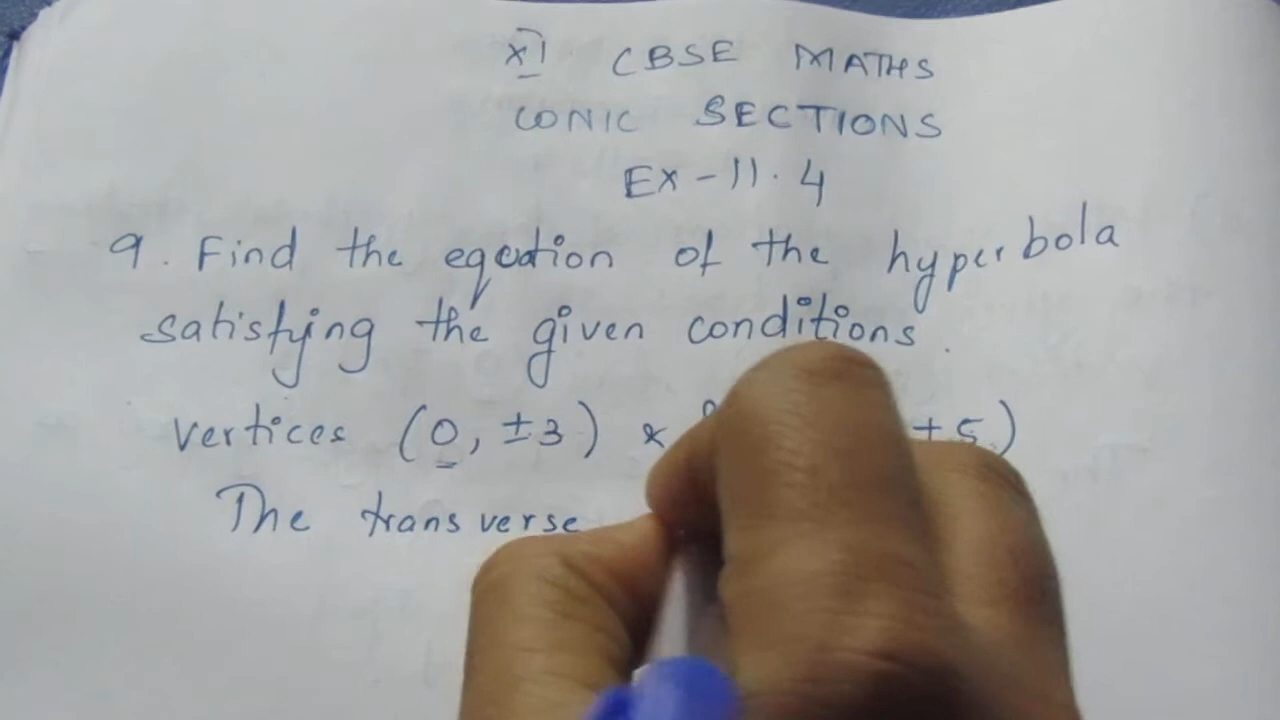 XI CBSE MATHS
CONIC SECTIONS
Ex-11.4
9. Find the equation of the hyperbola
satisfying the given conditions.
vertices (0, ±3) & ±5)
The transverse